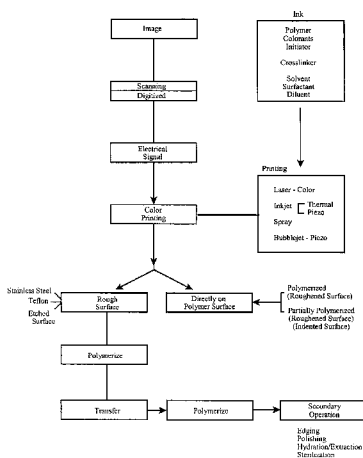 Image
Scanning
Digitized
Electrical
Signal
Color
Printing
Ink
Polymer
Colorants
Initiator
Crosslinker
Solvent
Surfactant
Diluent
Printing
Laser - Color
Inkjet
Thermal
Piezo
Spray
Bubblejet - Piezo
Stainless Steel
Teflon
Etched
Surface
Rough
Surface
Directly on
Polymer Surface
Polymerized
(Roughened Surface)
Partially Polymerized
(Roughened Surface)
(Indented Surface)
Polymerize
Transfer
Polymerize
Secondary
Operation
Edging
Polishing
Hydration/Extraction
Sterilization